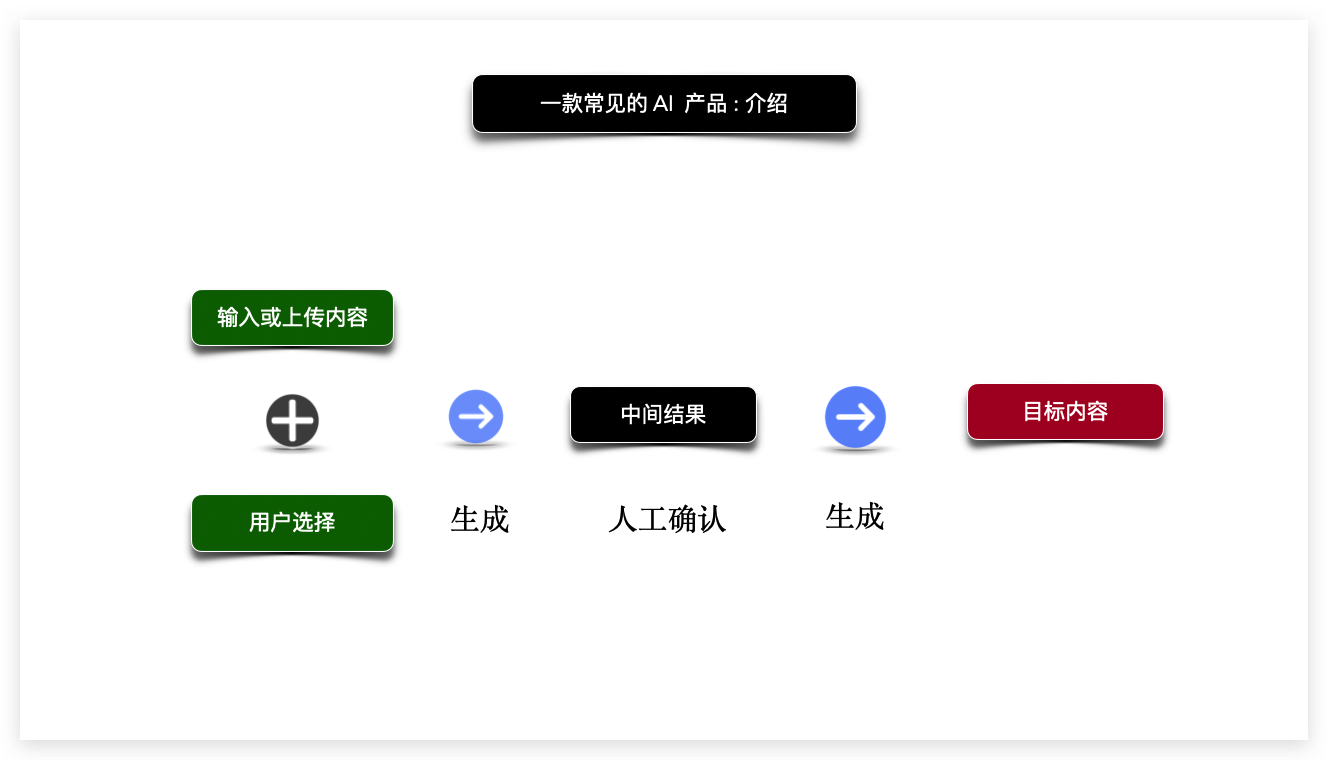 一款常见的 AI 产品 : 介绍
输入或上传内容
用户选择
生成
中间结果
人工确认
生成
目标内容